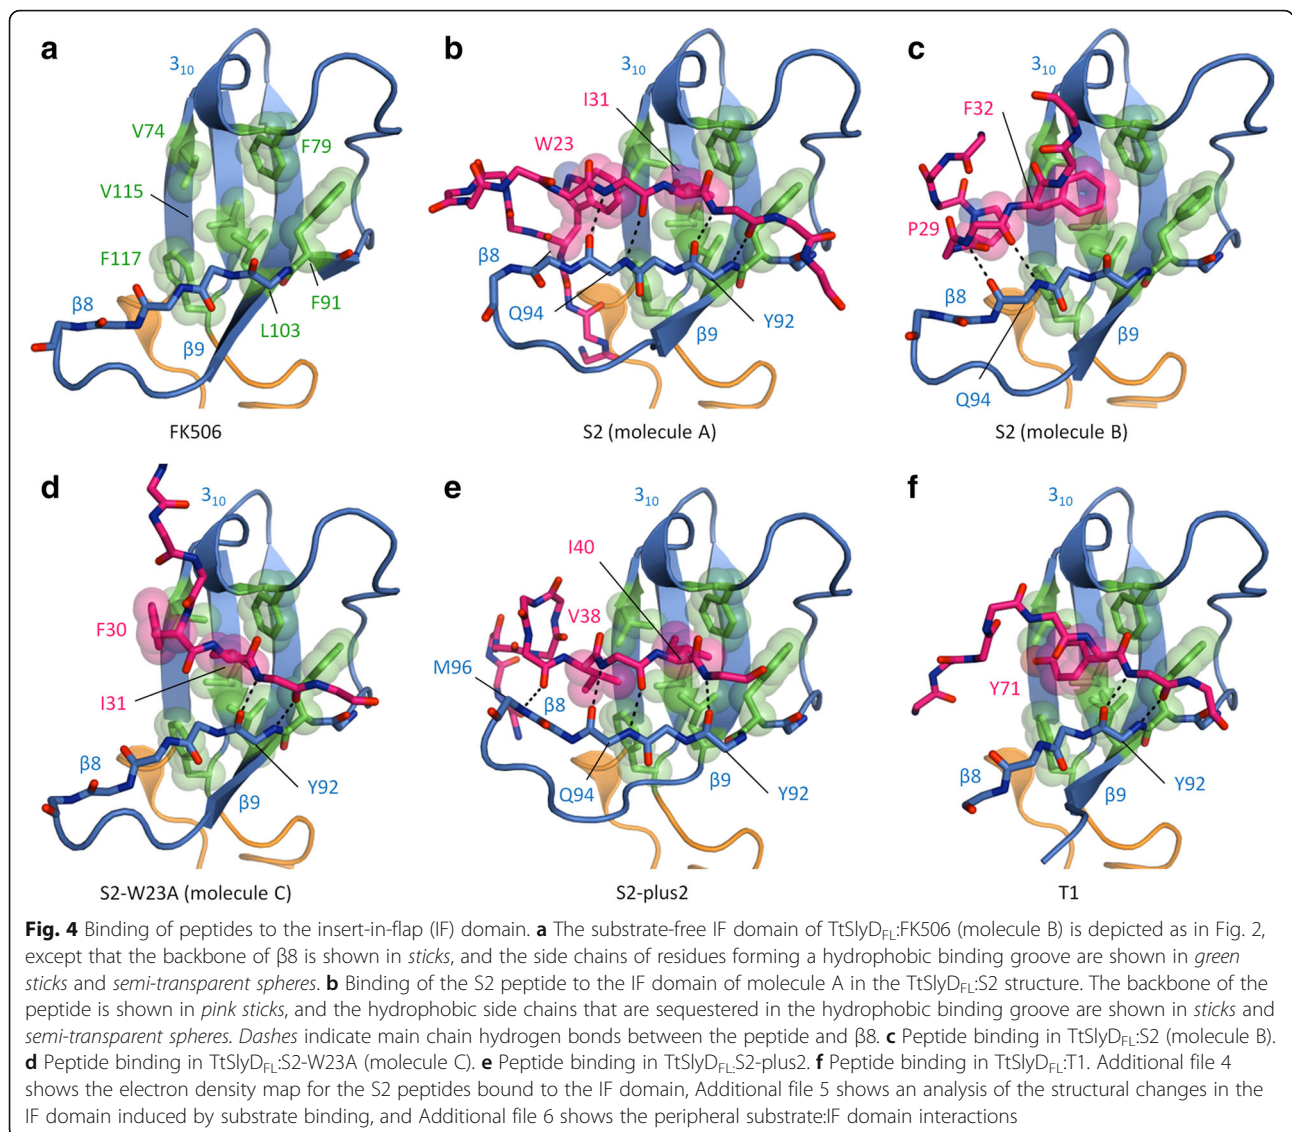 a
3₁₀
V74
F79
V115
F117
β8
F91
L103
β9
FK506
b
3₁₀
I31
W23
β8
Q94
β9
Y92
S2 (molecule A)
c
3₁₀
F32
P29
β8
β9
Q94
S2 (molecule B)
d
3₁₀
F30
I31
β8
β9
Y92
S2-W23A (molecule C)
e
3₁₀
I40
V38
M96
β8
β9
Q94
Y92
S2-plus2
f
3₁₀
Y71
β8
β9
Y92
T1
Fig. 4 Binding of peptides to the insert-in-flap (IF) domain. a The substrate-free IF domain of TtSlyD_FL:FK506 (molecule B) is depicted as in Fig. 2,
except that the backbone of β8 is shown in sticks, and the side chains of residues forming a hydrophobic binding groove are shown in green
sticks and semi-transparent spheres. b Binding of the S2 peptide to the IF domain of molecule A in the TtSlyD_FL:S2 structure. The backbone of the
peptide is shown in pink sticks, and the hydrophobic side chains that are sequestered in the hydrophobic binding groove are shown in sticks and
semi-transparent spheres. Dashes indicate main chain hydrogen bonds between the peptide and β8. c Peptide binding in TtSlyD_FL:S2 (molecule B).
d Peptide binding in TtSlyD_FL:S2-W23A (molecule C). e Peptide binding in TtSlyD_FL:S2-plus2. f Peptide binding in TtSlyD_FL:T1. Additional file 4
shows the electron density map for the S2 peptides bound to the IF domain, Additional file 5 shows an analysis of the structural changes in the
IF domain induced by substrate binding, and Additional file 6 shows the peripheral substrate:IF domain interactions